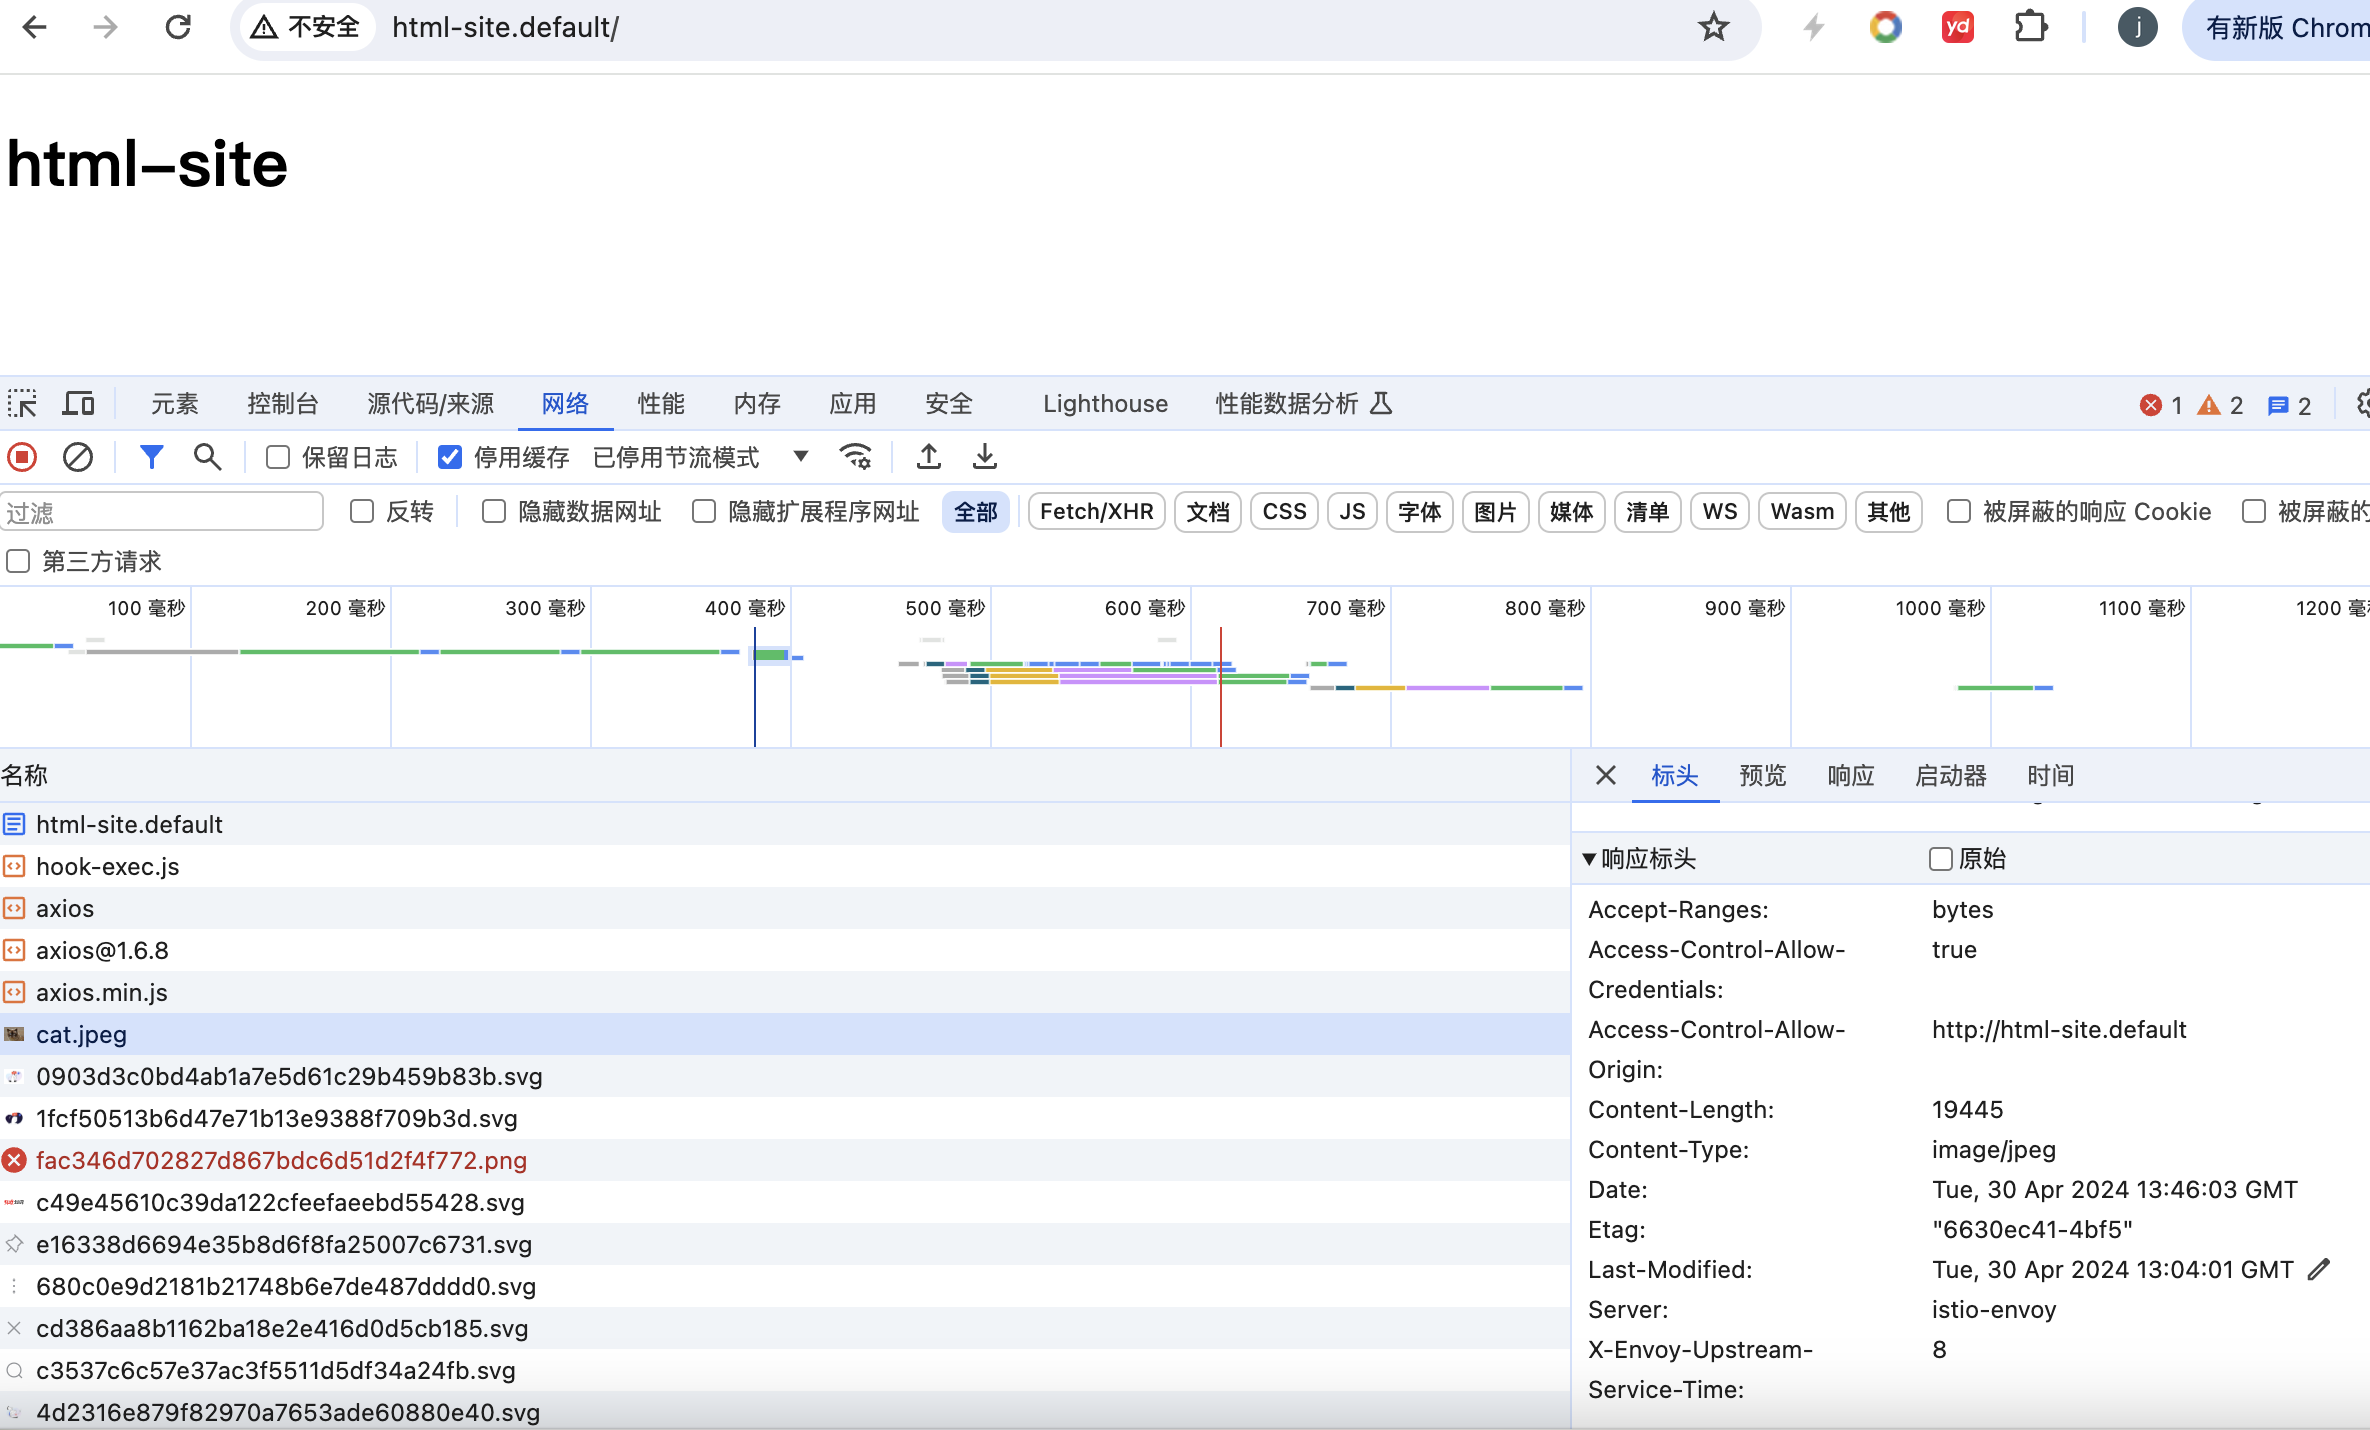 不安全 html-site.default/ yd j 有新版 Chrom
html-site
元素 控制台 源代码/来源 网络 性能 内存 应用 安全 Lighthouse 性能数据分析 1 2 2
保留日志 停用缓存 已停用节流模式
过滤 反转 隐藏数据网址 隐藏扩展程序网址 全部 Fetch/XHR 文档 CSS JS 字体 图片 媒体 清单 WS Wasm 其他 被屏蔽的响应 Cookie 被屏蔽的
第三方请求
100 毫秒 200 毫秒 300 毫秒 400 毫秒 500 毫秒 600 毫秒 700 毫秒 800 毫秒 900 毫秒 1000 毫秒 1100 毫秒 1200 毫
名称
html-site.default
hook-exec.js
axios
axios@1.6.8
axios.min.js
cat.jpeg
0903d3c0bd4ab1a7e5d61c29b459b83b.svg
1fcf50513b6d47e71b13e9388f709b3d.svg
fac346d702827d867bdc6d51d2f4f772.png
c49e45610c39da122cfeefaeebd55428.svg
e16338d6694e35b8d6f8fa25007c6731.svg
680c0e9d2181b21748b6e7de487dddd0.svg
cd386aa8b1162ba18e2e416d0d5cb185.svg
c3537c6c57e37ac3f5511d5df34a24fb.svg
4d2316e879f82970a7653ade60880e40.svg
标头 预览 响应 启动器 时间
响应标头 原始
Accept-Ranges: bytes
Access-Control-Allow- true
Credentials:
Access-Control-Allow- http://html-site.default
Origin:
Content-Length: 19445
Content-Type: image/jpeg
Date: Tue, 30 Apr 2024 13:46:03 GMT
Etag: "6630ec41-4bf5"
Last-Modified: Tue, 30 Apr 2024 13:04:01 GMT
Server: istio-envoy
X-Envoy-Upstream- 8
Service-Time: